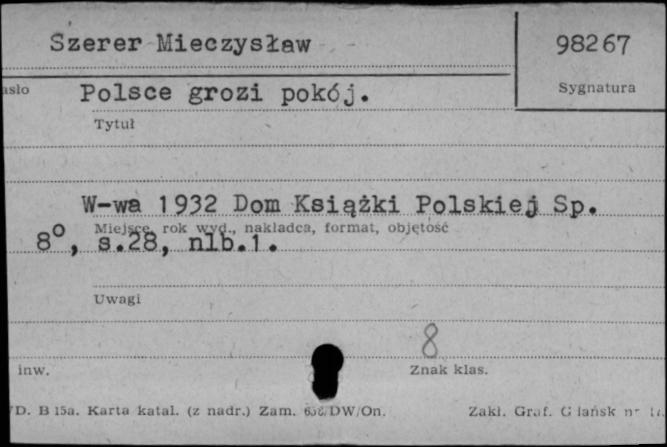 Szerer Mieczysław
98267
asło Polsce grozi pokój.
Sygnatura
Tytuł
W-wa 1932 Dom Książki Polskiej Sp.
Miejsce, rok wyd., nakładca, format, objętość
8°, s.28, nlb.1.
Uwagi
8
inw.
Znak klas.
D. B 15a. Karta katal. (z nadr.) Zam. DW/On.
Zakł. Graf. Gdańsk